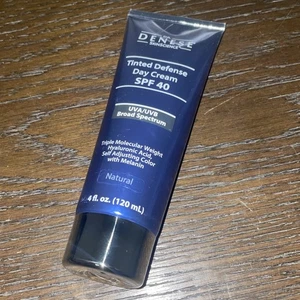 DENESE
SKINSCIENCE
Tinted Defense
Day Cream
SPF 40
UVA/UVB
Broad Spectrum
Triple Molecular Weight
Hyaluronic Acid,
Self Adjusting Color
with Melanin
Natural
4 fl. oz. (120 mL)